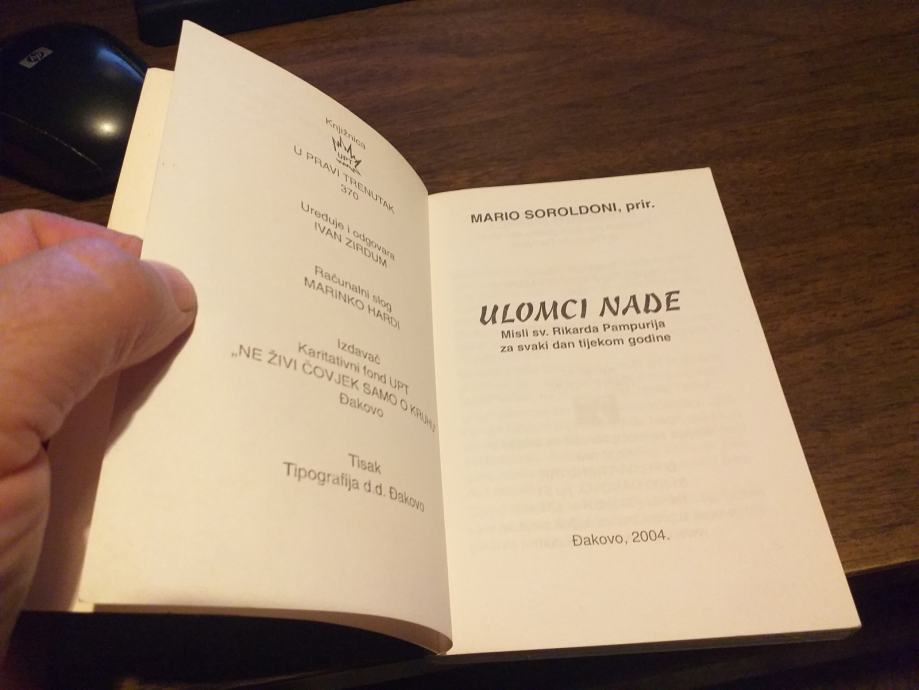 hp
Knjižnica
UPT
U PRAVI TRENUTAK
370
Uređuje i odgovara
IVAN ZIRDUM
Računalni slog
MARINKO HARDI
Izdavač
Karitativni fond UPT
„NE ŽIVI ČOVJEK SAMO O KRUHU
Đakovo
Tisak
Tipografija d.d. Đakovo
MARIO SOROLDONI, prir.
ULOMCI NADE
Misli sv. Rikarda Pampurija
za svaki dan tijekom godine
Đakovo, 2004.